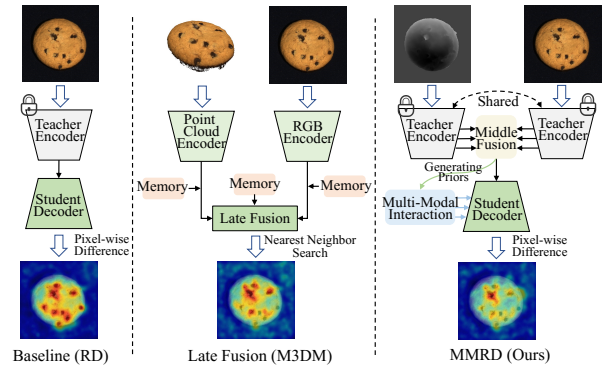 Teacher
Encoder
Student
Decoder
Pixel-wise
Difference
Baseline (RD)
Point
Cloud
Encoder
RGB
Encoder
Memory
Memory
Memory
Late Fusion
Nearest Neighbor
Search
Late Fusion (M3DM)
Shared
Teacher
Encoder
Middle
Fusion
Teacher
Encoder
Generating
Priors
Multi-Modal
Interaction
Student
Decoder
Pixel-wise
Difference
MMRD (Ours)